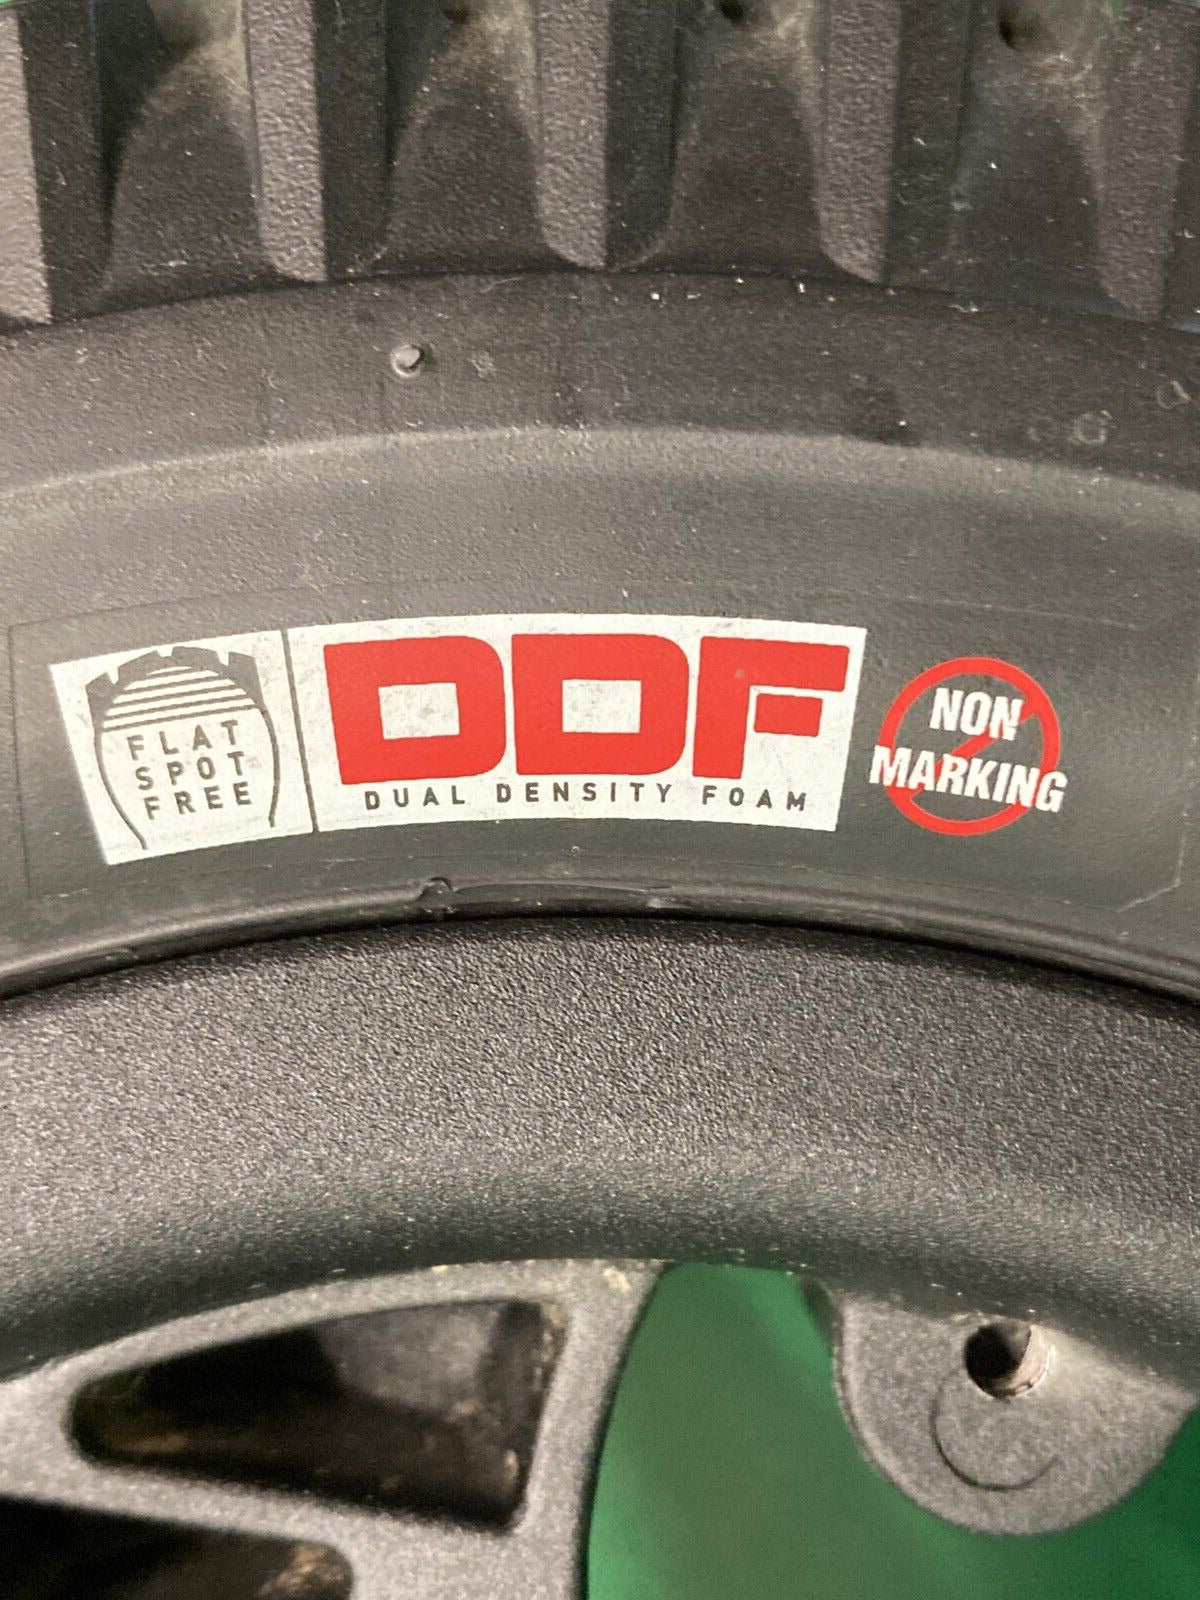 FLAT
SPOT
FREE
DDF
DUAL DENSITY FOAM
NON
MARKING